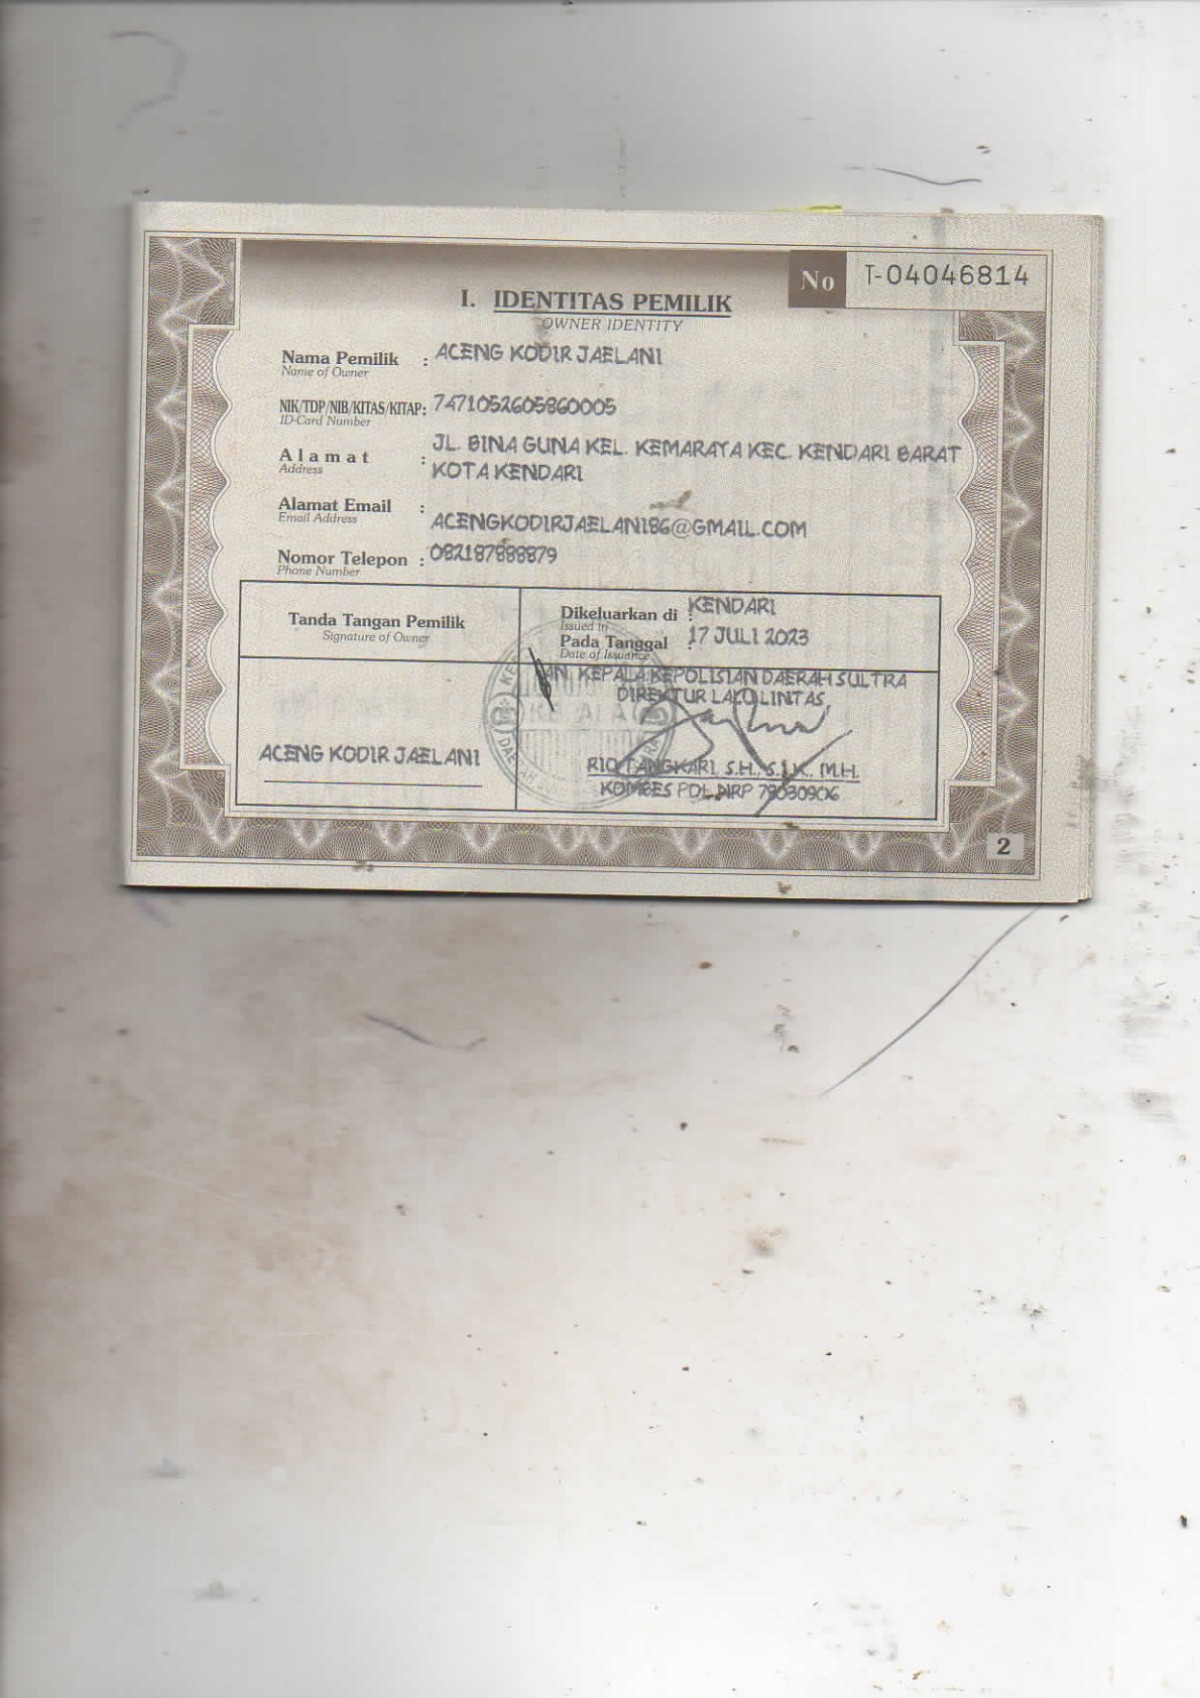 No T-04046814
I. IDENTITAS PEMILIK
OWNER IDENTITY
Nama Pemilik : ACENG KODIR JAELANI
Name of Owner
NIK/TDP/NIB/KITAS/KITAP: 7471052605860005
ID-Card Number
Alamat : JL. BINA GUNA KEL. KEMARAYA KEC. KENDARI BARAT
Address
KOTA KENDARI
Alamat Email :
Email Address
ACENGKODIRJAELANI86@GMAIL.COM
Nomor Telepon : 082187888879
Phone Number
Tanda Tangan Pemilik
Signature of Owner
Dikeluarkan di : KENDARI
Issued in
Pada Tanggal : 17 JULI 2023
Date of Issuance
AN. KEPALA KEPOLISIAN DAERAH SULTRA
DIREKTUR LALU LINTAS,
ACENG KODIR JAELANI
RIO TANGKARI, S.H., S.I.K., M.H.
KOMBES POL NRP 79030906
2